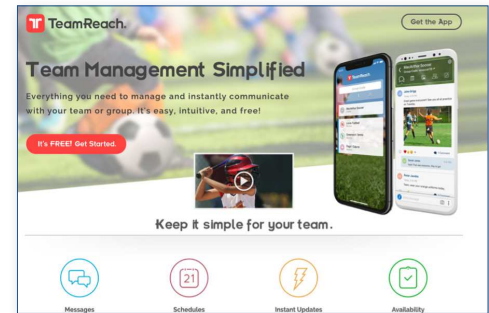 TeamReach.
Get the App
Team Management Simplified
Everything you need to manage and instantly communicate
with your team or group. It's easy, intuitive, and free!
It's FREE! Get Started.
Keep it simple for your team.
21
Messages
Schedules
Instant Updates
Availability